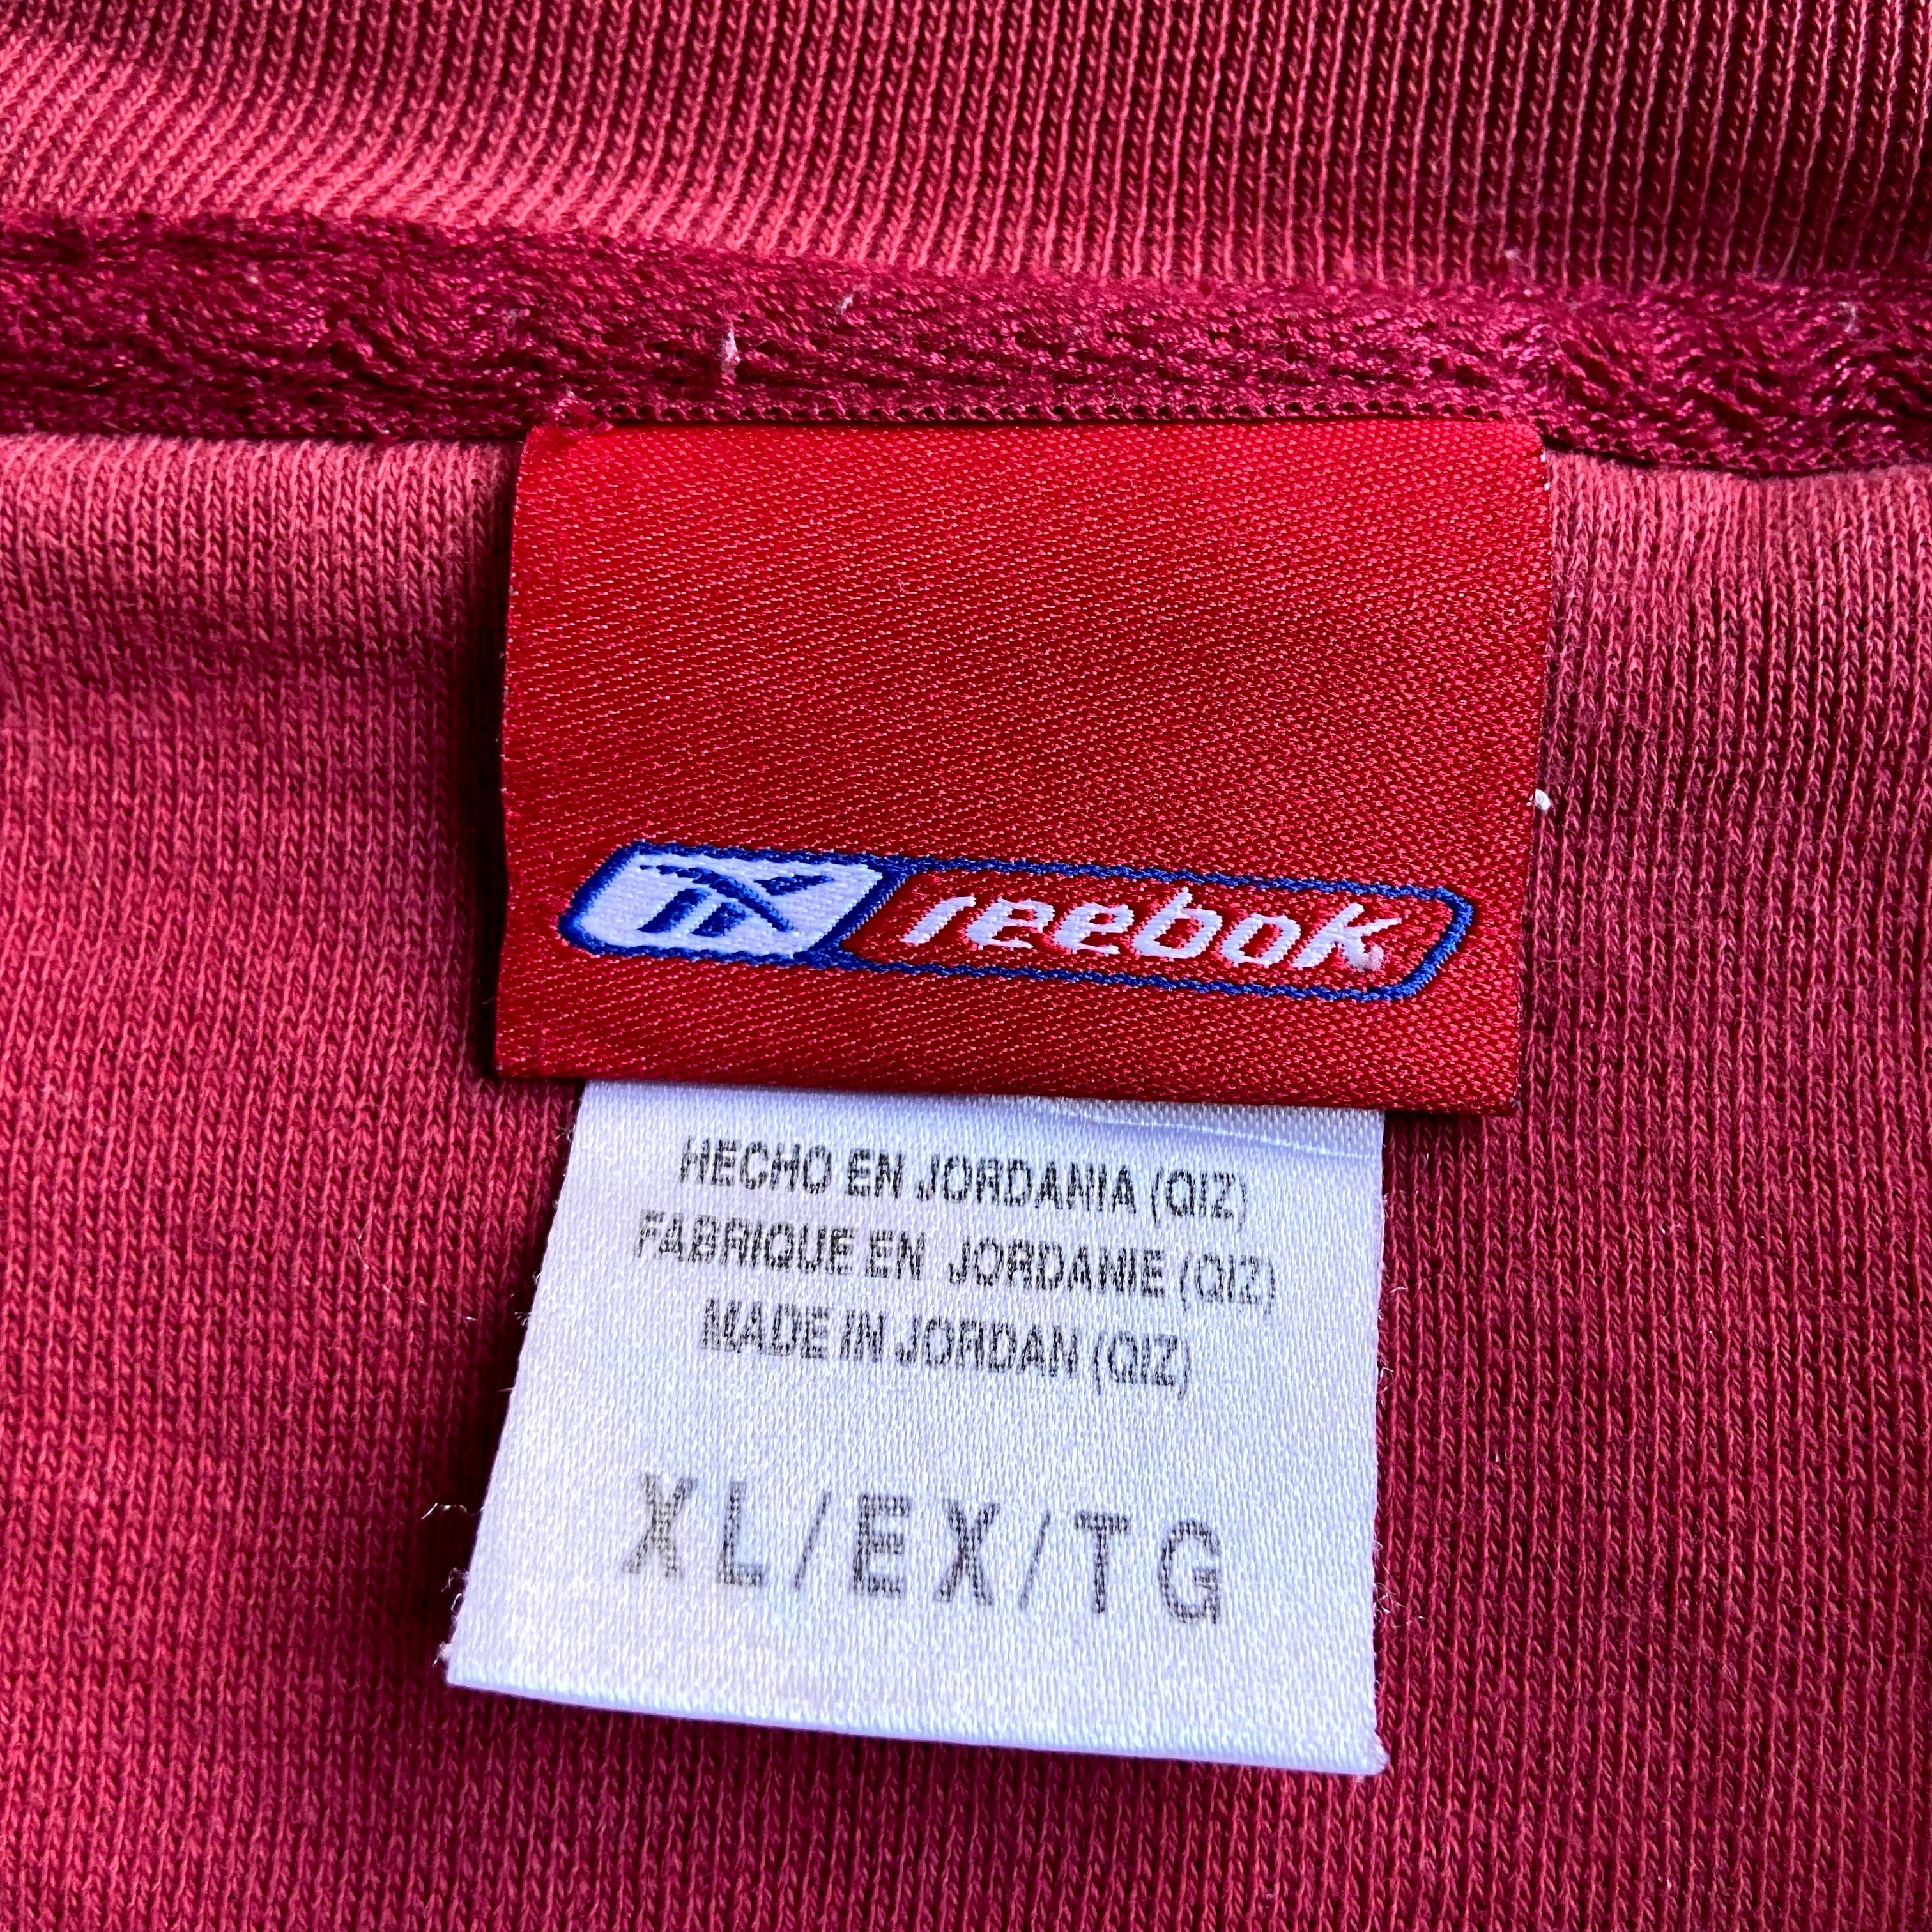 reebok
HECHO EN JORDANIA (QIZ)
FABRIQUE EN JORDANIE (QIZ)
MADE IN JORDAN (QIZ)
XL/EX/TG